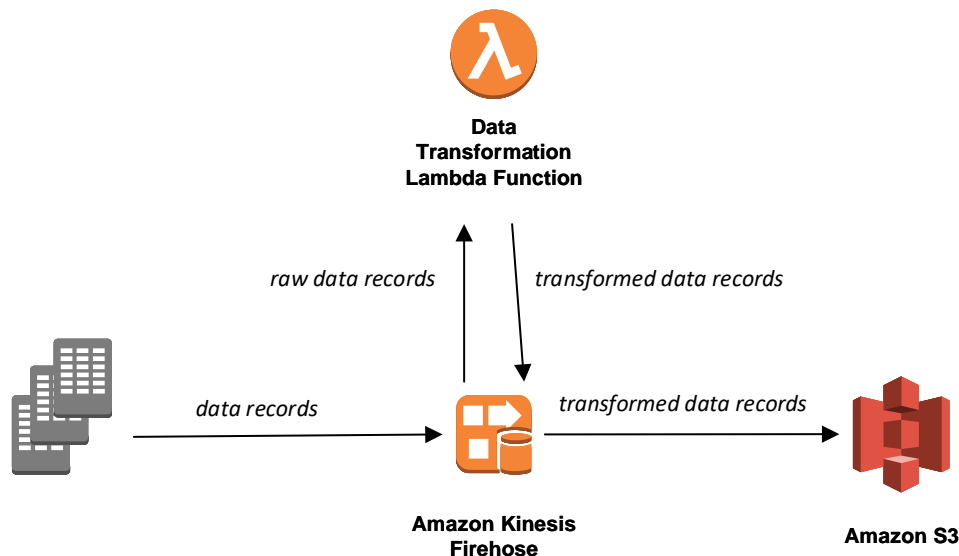 Data
Transformation
Lambda Function
raw data records
transformed data records
data records
transformed data records
Amazon Kinesis
Firehose
Amazon S3